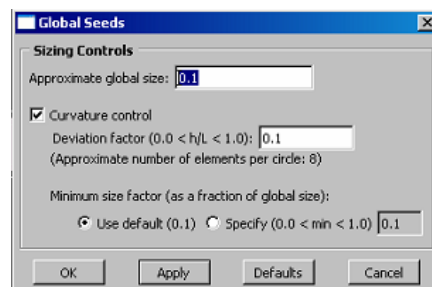 Global Seeds
Sizing Controls
Approximate global size: 0.1
Curvature control
Deviation factor (0.0 < h/L < 1.0): 0.1
(Approximate number of elements per circle: 8)
Minimum size factor (as a fraction of global size):
Use default (0.1) Specify (0.0 < min < 1.0) 0.1
OK Apply Defaults Cancel